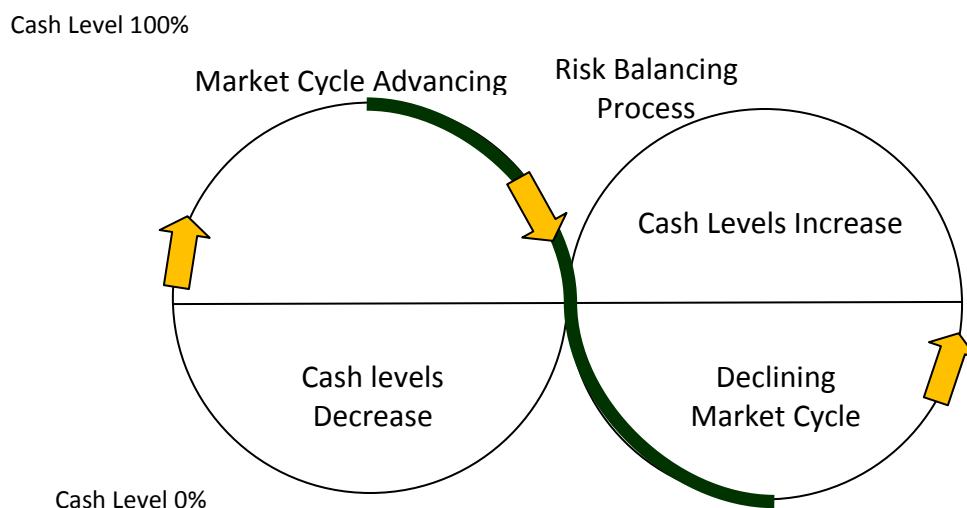 Cash Level 100%
Market Cycle Advancing
Risk Balancing
Process
Cash Levels Increase
Cash levels
Decrease
Declining
Market Cycle
Cash Level 0%